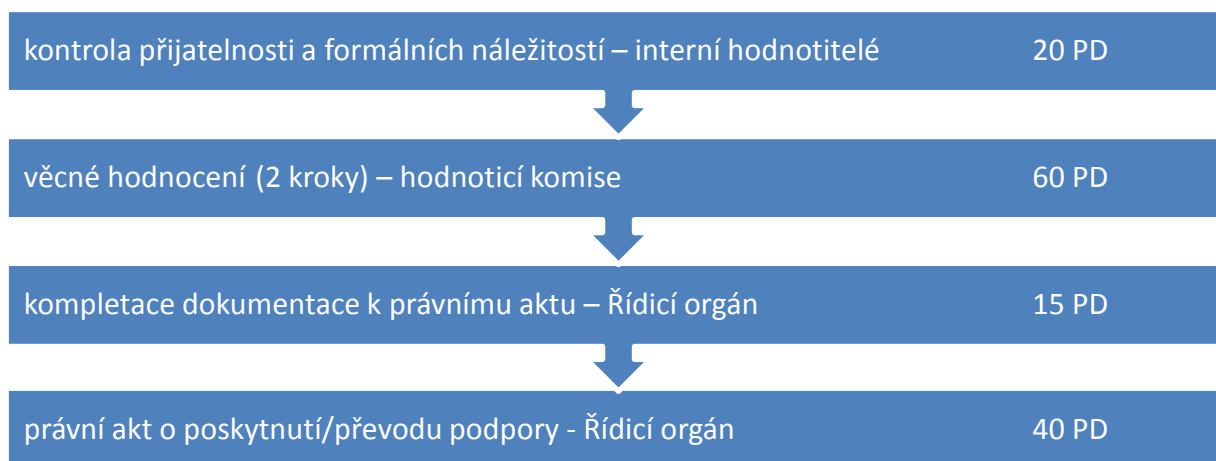 kontrola přijatelnosti a formálních náležitostí – interní hodnotitelé 20 PD
věcné hodnocení (2 kroky) – hodnoticí komise 60 PD
kompletace dokumentace k právnímu aktu – Řídicí orgán 15 PD
právní akt o poskytnutí/převodu podpory - Řídicí orgán 40 PD